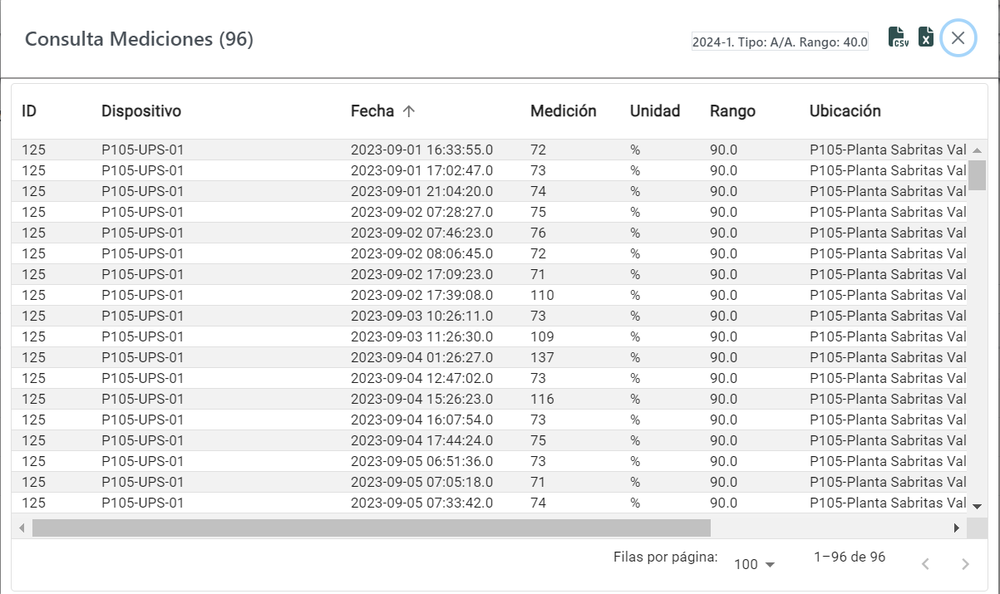 Consulta Mediciones (96)
2024-1. Tipo: A/A. Rango: 40.0
CSV
X
ID Dispositivo Fecha Medición Unidad Rango Ubicación
125 P105-UPS-01 2023-09-01 16:33:55.0 72 % 90.0 P105-Planta Sabritas Val
125 P105-UPS-01 2023-09-01 17:02:47.0 73 % 90.0 P105-Planta Sabritas Val
125 P105-UPS-01 2023-09-01 21:04:20.0 74 % 90.0 P105-Planta Sabritas Val
125 P105-UPS-01 2023-09-02 07:28:27.0 75 % 90.0 P105-Planta Sabritas Val
125 P105-UPS-01 2023-09-02 07:46:23.0 76 % 90.0 P105-Planta Sabritas Val
125 P105-UPS-01 2023-09-02 08:06:45.0 72 % 90.0 P105-Planta Sabritas Val
125 P105-UPS-01 2023-09-02 17:09:23.0 71 % 90.0 P105-Planta Sabritas Val
125 P105-UPS-01 2023-09-02 17:39:08.0 110 % 90.0 P105-Planta Sabritas Val
125 P105-UPS-01 2023-09-03 10:26:11.0 73 % 90.0 P105-Planta Sabritas Val
125 P105-UPS-01 2023-09-03 11:26:30.0 109 % 90.0 P105-Planta Sabritas Val
125 P105-UPS-01 2023-09-04 01:26:27.0 137 % 90.0 P105-Planta Sabritas Val
125 P105-UPS-01 2023-09-04 12:47:02.0 73 % 90.0 P105-Planta Sabritas Val
125 P105-UPS-01 2023-09-04 15:26:23.0 116 % 90.0 P105-Planta Sabritas Val
125 P105-UPS-01 2023-09-04 16:07:54.0 73 % 90.0 P105-Planta Sabritas Val
125 P105-UPS-01 2023-09-04 17:44:24.0 75 % 90.0 P105-Planta Sabritas Val
125 P105-UPS-01 2023-09-05 06:51:36.0 73 % 90.0 P105-Planta Sabritas Val
125 P105-UPS-01 2023-09-05 07:05:18.0 71 % 90.0 P105-Planta Sabritas Val
125 P105-UPS-01 2023-09-05 07:33:42.0 74 % 90.0 P105-Planta Sabritas Val
Filas por página: 100 1–96 de 96